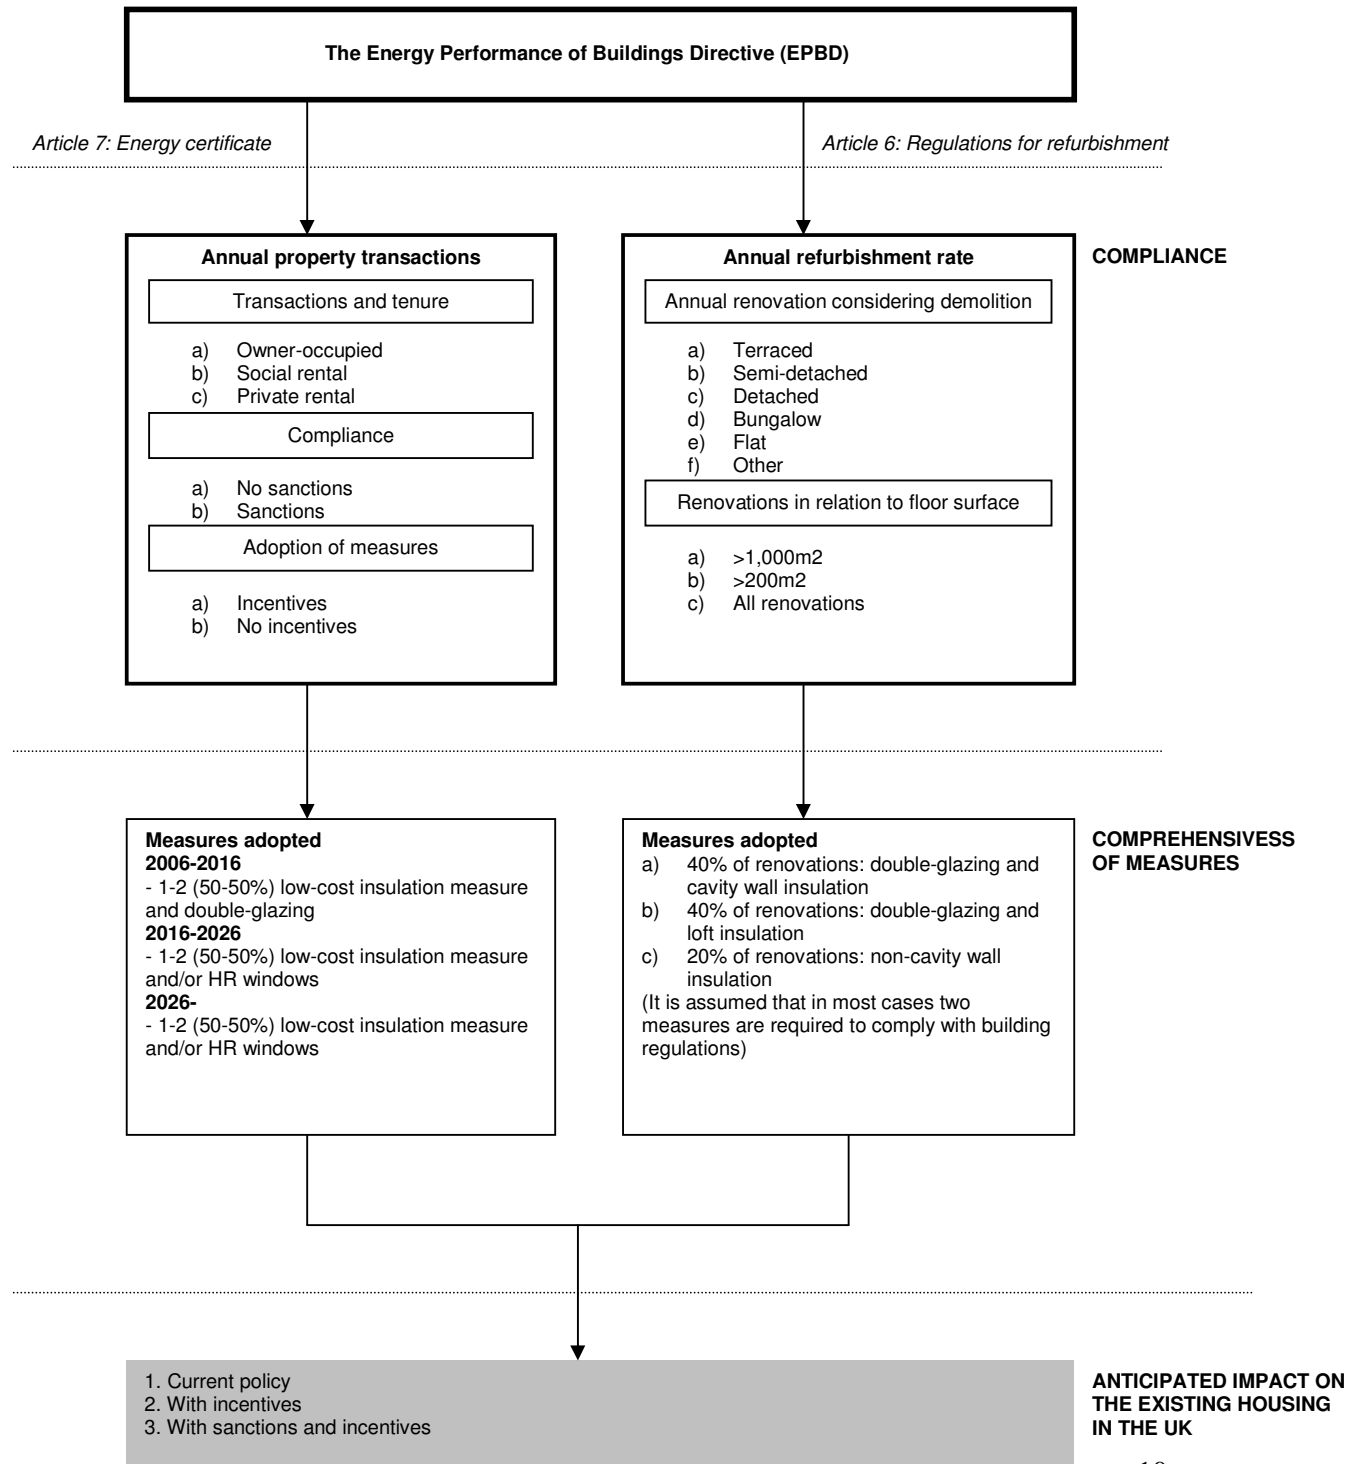 The Energy Performance of Buildings Directive (EPBD)
Article 7: Energy certificate
Article 6: Regulations for refurbishment
Annual property transactions
Transactions and tenure
a) Owner-occupied
b) Social rental
c) Private rental
Compliance
a) No sanctions
b) Sanctions
Adoption of measures
a) Incentives
b) No incentives
Annual refurbishment rate
Annual renovation considering demolition
a) Terraced
b) Semi-detached
c) Detached
d) Bungalow
e) Flat
f) Other
Renovations in relation to floor surface
a) >1,000m2
b) >200m2
c) All renovations
COMPLIANCE
Measures adopted
2006-2016
- 1-2 (50-50%) low-cost insulation measure
and double-glazing
2016-2026
- 1-2 (50-50%) low-cost insulation measure
and/or HR windows
2026-
- 1-2 (50-50%) low-cost insulation measure
and/or HR windows
Measures adopted
a) 40% of renovations: double-glazing and
cavity wall insulation
b) 40% of renovations: double-glazing and
loft insulation
c) 20% of renovations: non-cavity wall
insulation
(It is assumed that in most cases two
measures are required to comply with building
regulations)
COMPREHENSIVESS
OF MEASURES
1. Current policy
2. With incentives
3. With sanctions and incentives
ANTICIPATED IMPACT ON
THE EXISTING HOUSING
IN THE UK